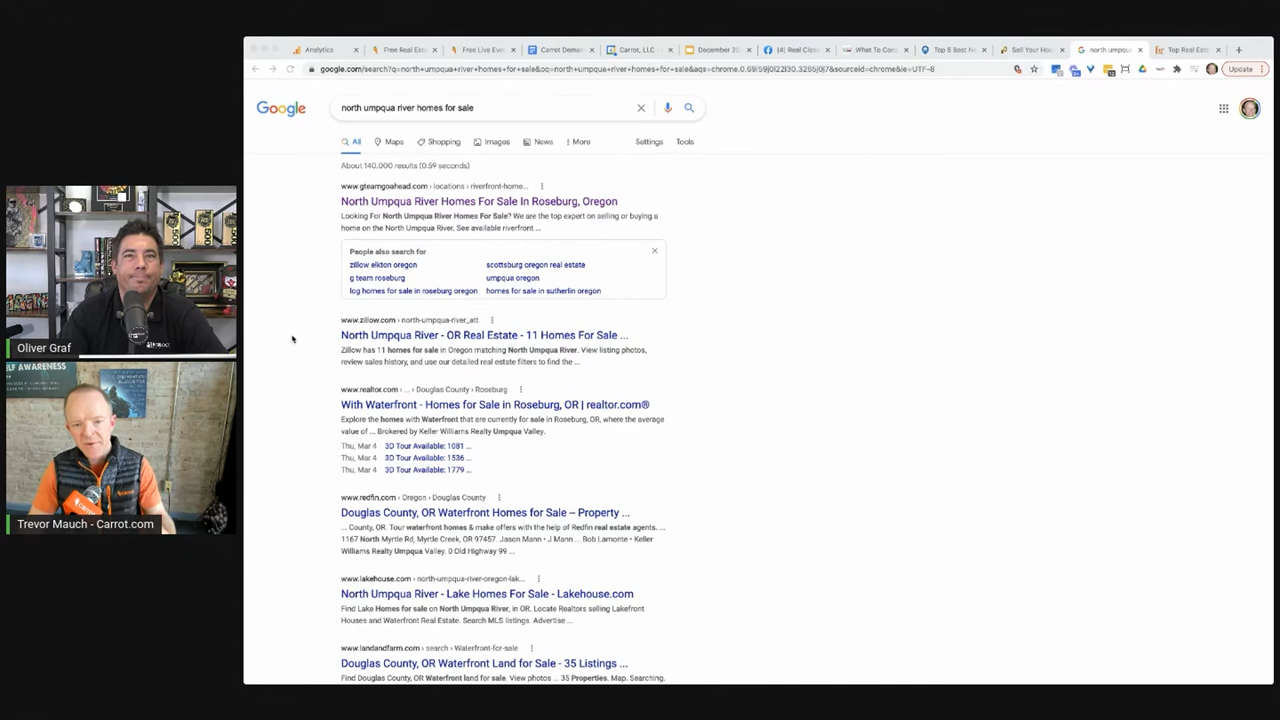 Analytics
Free Real Esta
Free Live Even
Carrot Deman
Carrot, LLC -
December 202
(4) Real Close
What To Con
Top 5 Best N
Sell Your Hou
north umpqua
Top Real Esta
google.com/search?q=north+umpqua+river+homes+for+sale&oq=north+umpqua+river+homes+for+sale&aqs=chrome.0.69i59j0i22i30.3265j0j7&sourceid=chrome&ie=UTF-8
Update
Google
north umpqua river homes for sale
All
Maps
Shopping
Images
News
More
Settings
Tools
About 140,000 results (0.59 seconds)
www.gteamgoahead.com › locations › riverfront-home...
North Umpqua River Homes For Sale In Roseburg, Oregon
Looking For North Umpqua River Homes For Sale? We are the top expert on selling or buying a
home on the North Umpqua River. See available riverfront ...
People also search for
zillow elkton oregon
scottsburg oregon real estate
g team roseburg
umpqua oregon
log homes for sale in roseburg oregon
homes for sale in sutherlin oregon
www.zillow.com › north-umpqua-river_att
North Umpqua River - OR Real Estate - 11 Homes For Sale ...
Zillow has 11 homes for sale in Oregon matching North Umpqua River. View listing photos,
review sales history, and use our detailed real estate filters to find the ...
www.realtor.com › ... › Douglas County › Roseburg
With Waterfront - Homes for Sale in Roseburg, OR | realtor.com®
Explore the homes with Waterfront that are currently for sale in Roseburg, OR, where the average
value of ... Brokered by Keller Williams Realty Umpqua Valley.
Thu, Mar 4 3D Tour Available: 1081 ...
Thu, Mar 4 3D Tour Available: 1536 ...
Thu, Mar 4 3D Tour Available: 1779 ...
www.redfin.com › Oregon › Douglas County
Douglas County, OR Waterfront Homes for Sale – Property ...
... County, OR. Tour waterfront homes & make offers with the help of Redfin real estate agents. ...
1167 North Myrtle Rd, Myrtle Creek, OR 97457. Jason Mann • J Mann ... Bob Lamonte • Keller
Williams Realty Umpqua Valley. 0 Old Highway 99 ...
www.lakehouse.com › north-umpqua-river-oregon-lak...
North Umpqua River - Lake Homes For Sale - Lakehouse.com
Find Lake Homes for sale on North Umpqua River, in OR. Locate Realtors selling Lakefront
Houses and Waterfront Real Estate. Search MLS listings. Advertise ...
www.landandfarm.com › search › Waterfront-for-sale
Douglas County, OR Waterfront Land for Sale - 35 Listings ...
Find Douglas County, OR Waterfront land for sale. View photos ... 35 Properties. Map. Searching.
500
Oliver Graf
SELF AWARENESS
Trevor Mauch - Carrot.com